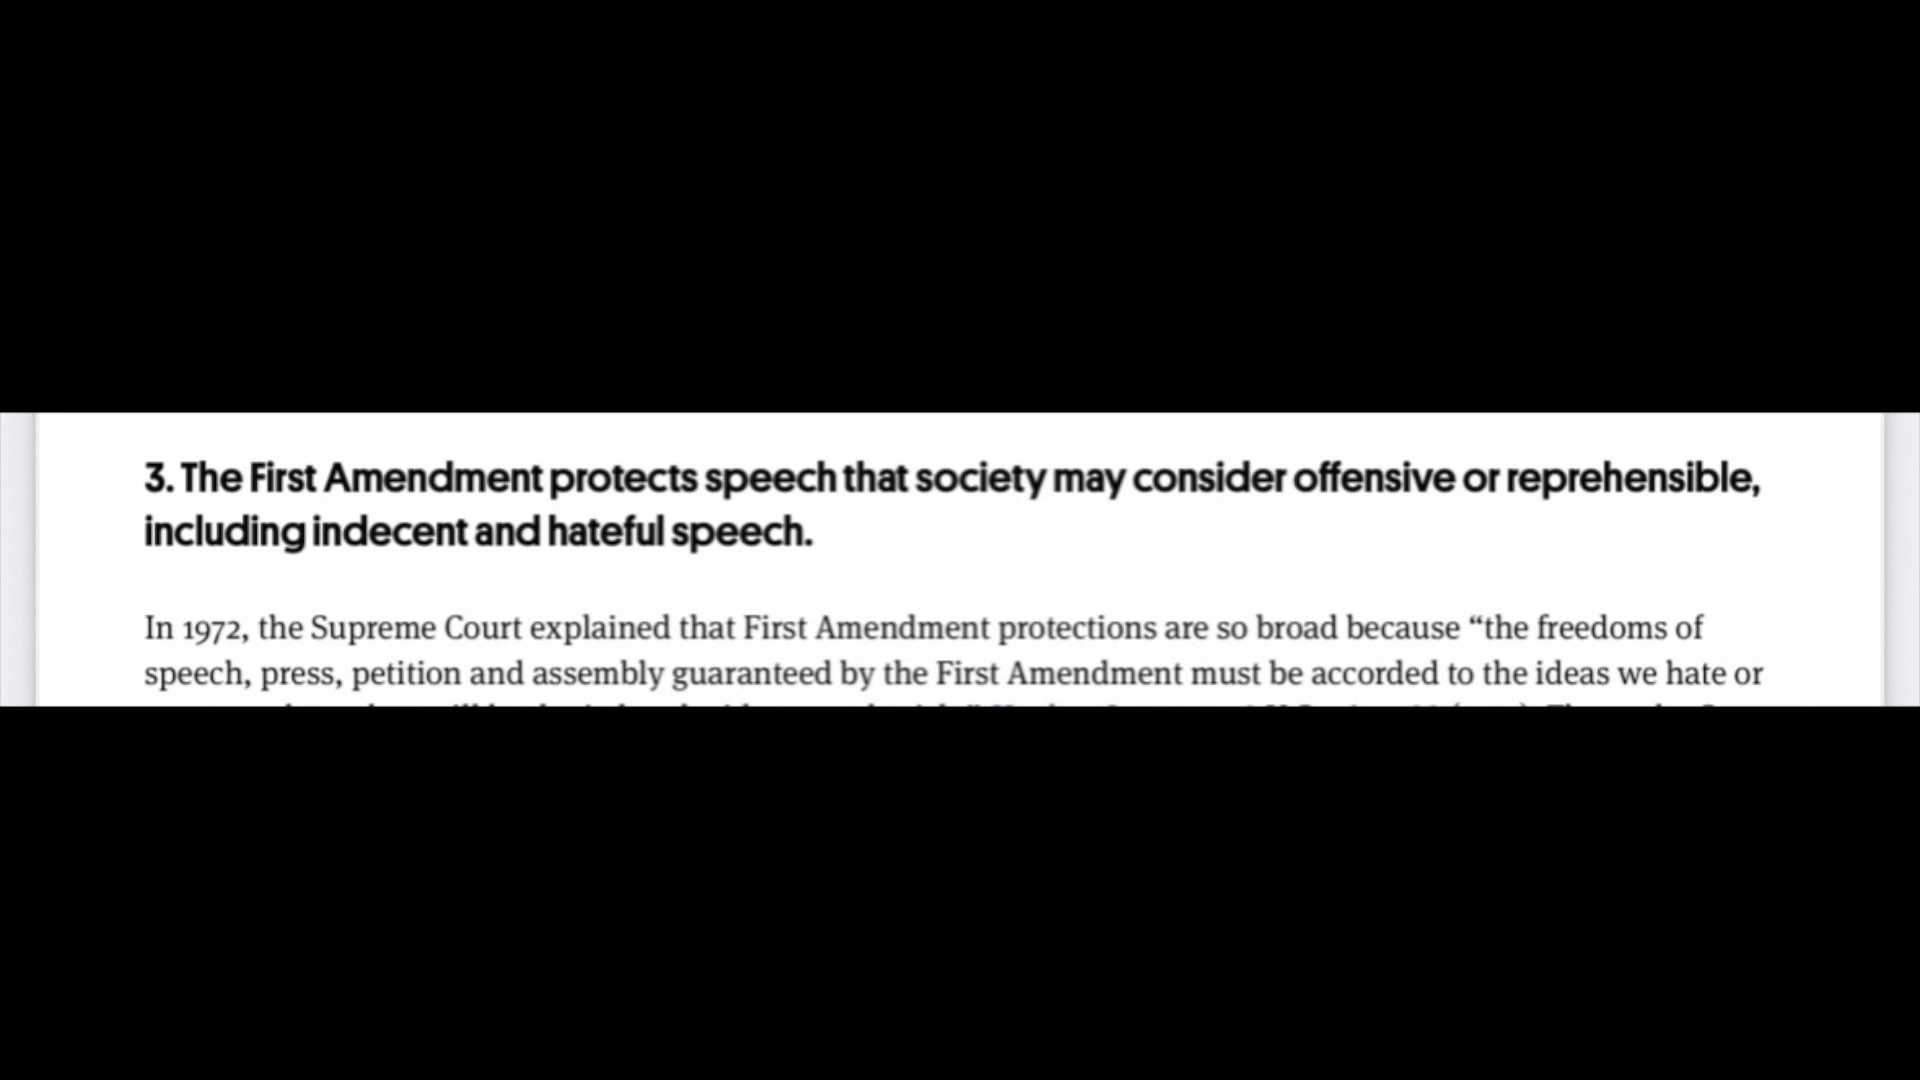 3. The First Amendment protects speech that society may consider offensive or reprehensible,
including indecent and hateful speech.
In 1972, the Supreme Court explained that First Amendment protections are so broad because “the freedoms of
speech, press, petition and assembly guaranteed by the First Amendment must be accorded to the ideas we hate or